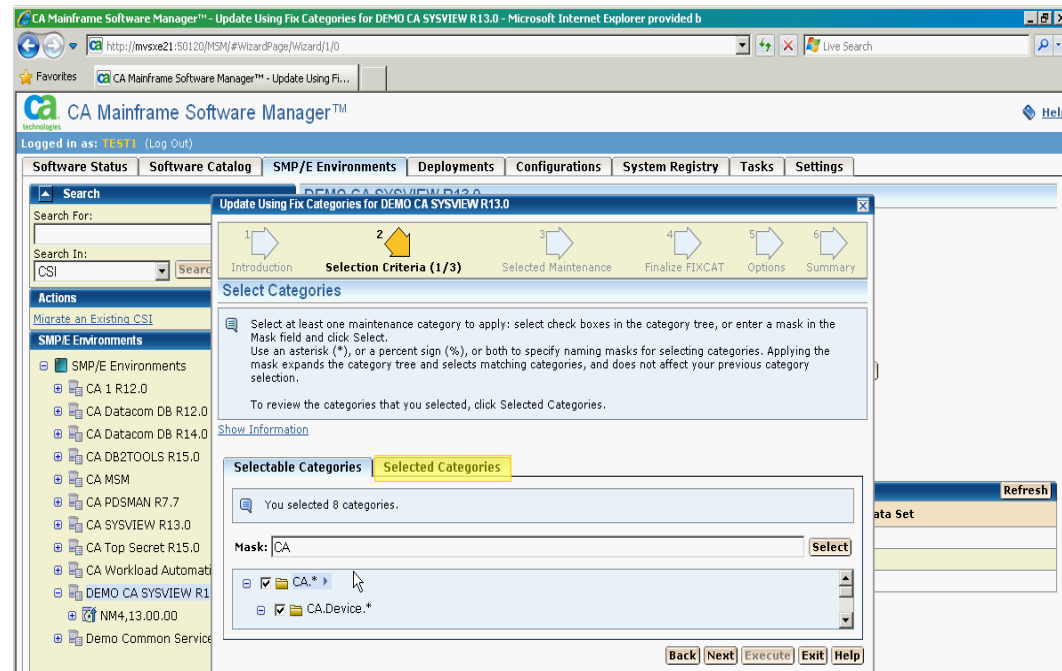 CA Mainframe Software Manager™ - Update Using Fix Categories for DEMO CA SYSVIEW R13.0 - Microsoft Internet Explorer provided b
http://mvsxe21:50120/MSM/#WizardPage/Wizard/1/0
Live Search
Favorites
CA Mainframe Software Manager™ - Update Using Fi...
ca
technologies
CA Mainframe Software Manager™
Hel
Logged in as: TEST1 (Log Out)
Software Status
Software Catalog
SMP/E Environments
Deployments
Configurations
System Registry
Tasks
Settings
Search
Search For:
Search In:
CSI
Searc
Actions
Migrate an Existing CSI
SMP/E Environments
SMP/E Environments
CA 1 R12.0
CA Datacom DB R12.0
CA Datacom DB R14.0
CA DB2TOOLS R15.0
CA MSM
CA PDSMAN R7.7
CA SYSVIEW R13.0
CA Top Secret R15.0
CA Workload Automati
DEMO CA SYSVIEW R1
NM4,13.00.00
Demo Common Service
DEMO CA SYSVIEW R13.0
Update Using Fix Categories for DEMO CA SYSVIEW R13.0
1
Introduction
2
Selection Criteria (1/3)
3
Selected Maintenance
4
Finalize FIXCAT
5
Options
6
Summary
Select Categories
Select at least one maintenance category to apply: select check boxes in the category tree, or enter a mask in the
Mask field and click Select.
Use an asterisk (*), or a percent sign (%), or both to specify naming masks for selecting categories. Applying the
mask expands the category tree and selects matching categories, and does not affect your previous category
selection.
To review the categories that you selected, click Selected Categories.
Show Information
Selectable Categories
Selected Categories
You selected 8 categories.
Mask: CA
Select
CA.*
CA.Device.*
Back
Next
Execute
Exit
Help
Refresh
ata Set